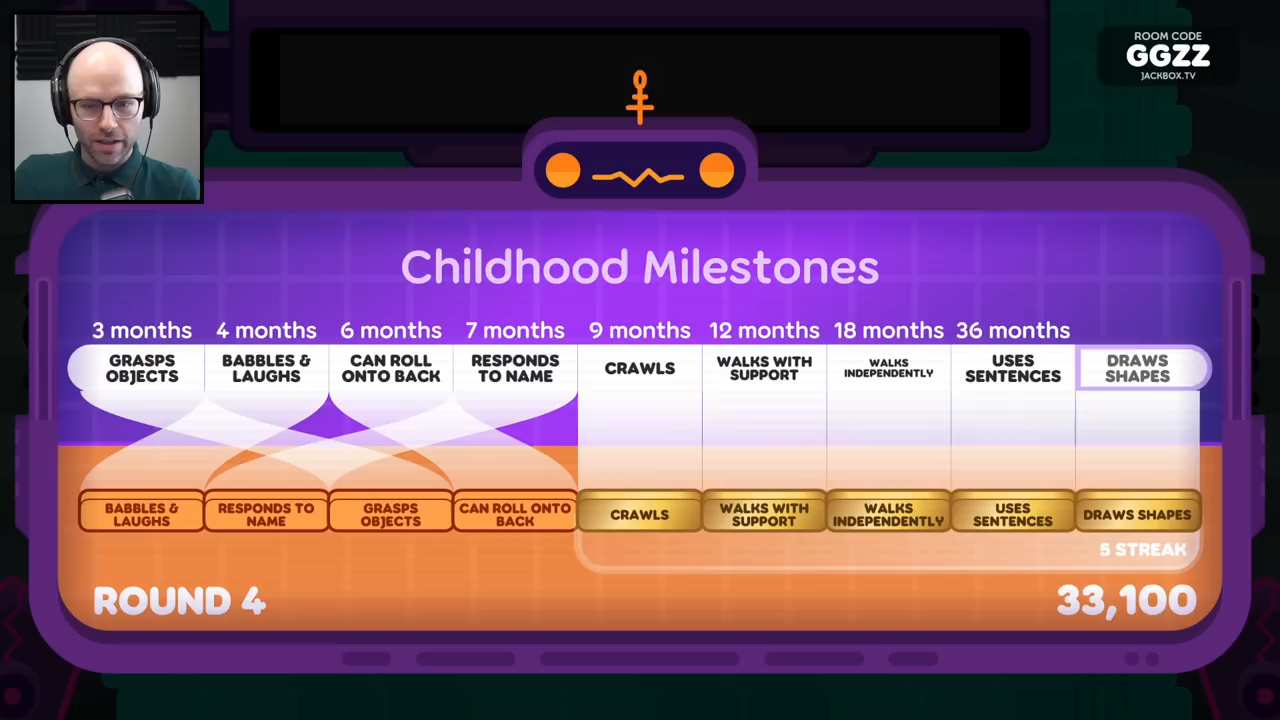 ROOM CODE
GGZZ
JACKBOX.TV
Childhood Milestones
3 months 4 months 6 months 7 months 9 months 12 months 18 months 36 months
GRASPS OBJECTS
BABBLES & LAUGHS
CAN ROLL ONTO BACK
RESPONDS TO NAME
CRAWLS
WALKS WITH SUPPORT
WALKS INDEPENDENTLY
USES SENTENCES
DRAWS SHAPES
BABBLES & LAUGHS
RESPONDS TO NAME
GRASPS OBJECTS
CAN ROLL ONTO BACK
CRAWLS
WALKS WITH SUPPORT
WALKS INDEPENDENTLY
USES SENTENCES
DRAWS SHAPES
5 STREAK
ROUND 4
33,100